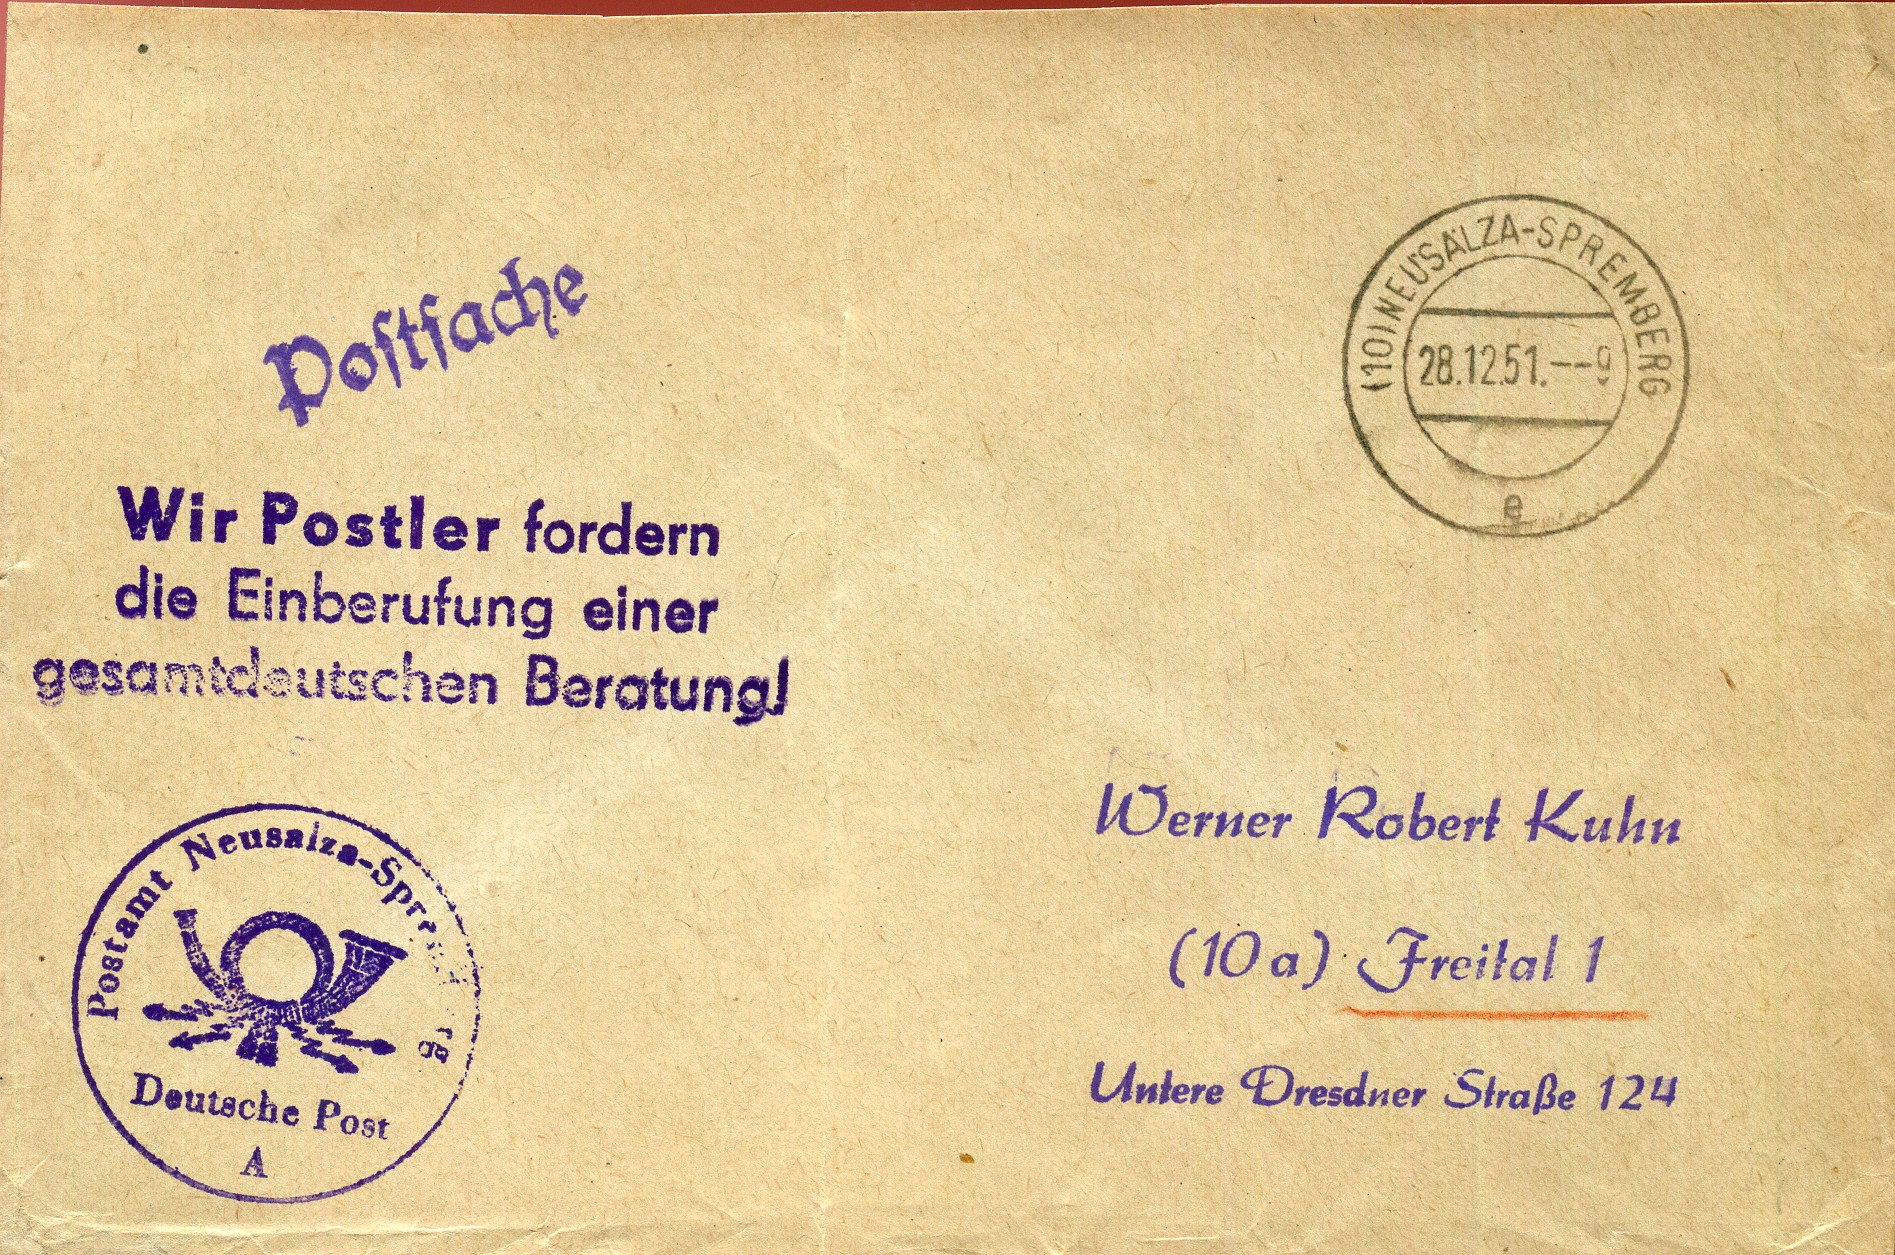 Postsache
Wir Postler fordern
die Einberufung einer
gesamtdeutschen Beratung!
Postamt Neusalza-Spremberg
Deutsche Post
A
(10) NEUSALZA-SPREMBERG
28.12.51.--9
e
Werner Robert Kuhn
(10a) Freital 1
Untere Dresdner Straße 124